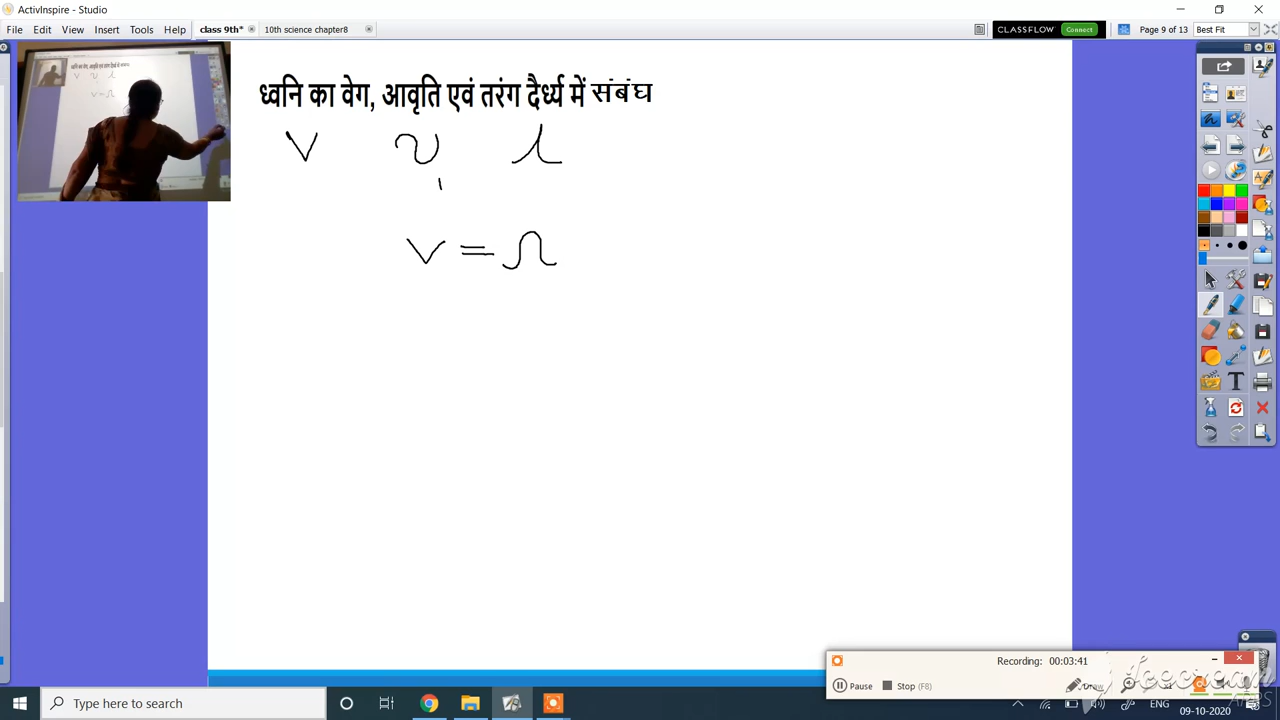 ActivInspire - Studio
File Edit View Insert Tools Help class 9th* 10th science chapter8 CLASSFLOW Connect Page 9 of 13 Best Fit
ध्वनि का वेग, आवृति एवं तरंग दैर्ध्य में संबंघ
v υ λ
v =
Recording: 00:03:41
Pause Stop (F8) Draw
Type here to search
ENG
09-10-2020